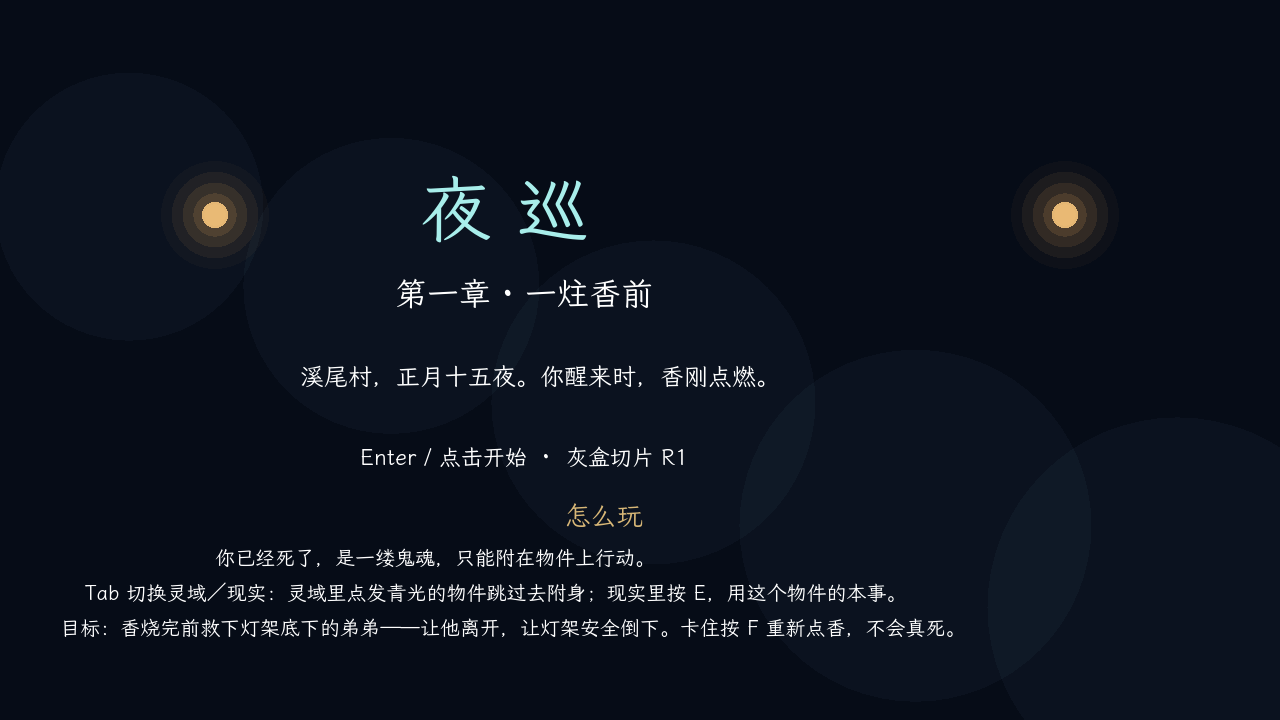 夜巡
第一章·一炷香前
溪尾村，正月十五夜。你醒来时，香刚点燃。
Enter / 点击开始 · 灰盒切片 R1
怎么玩
你已经死了，是一缕鬼魂，只能附在物件上行动。
Tab 切换灵域／现实：灵域里点发青光的物件跳过去附身；现实里按 E，用这个物件的本事。
目标：香烧完前救下灯架底下的弟弟——让他离开，让灯架安全倒下。卡住按 F 重新点香，不会真死。